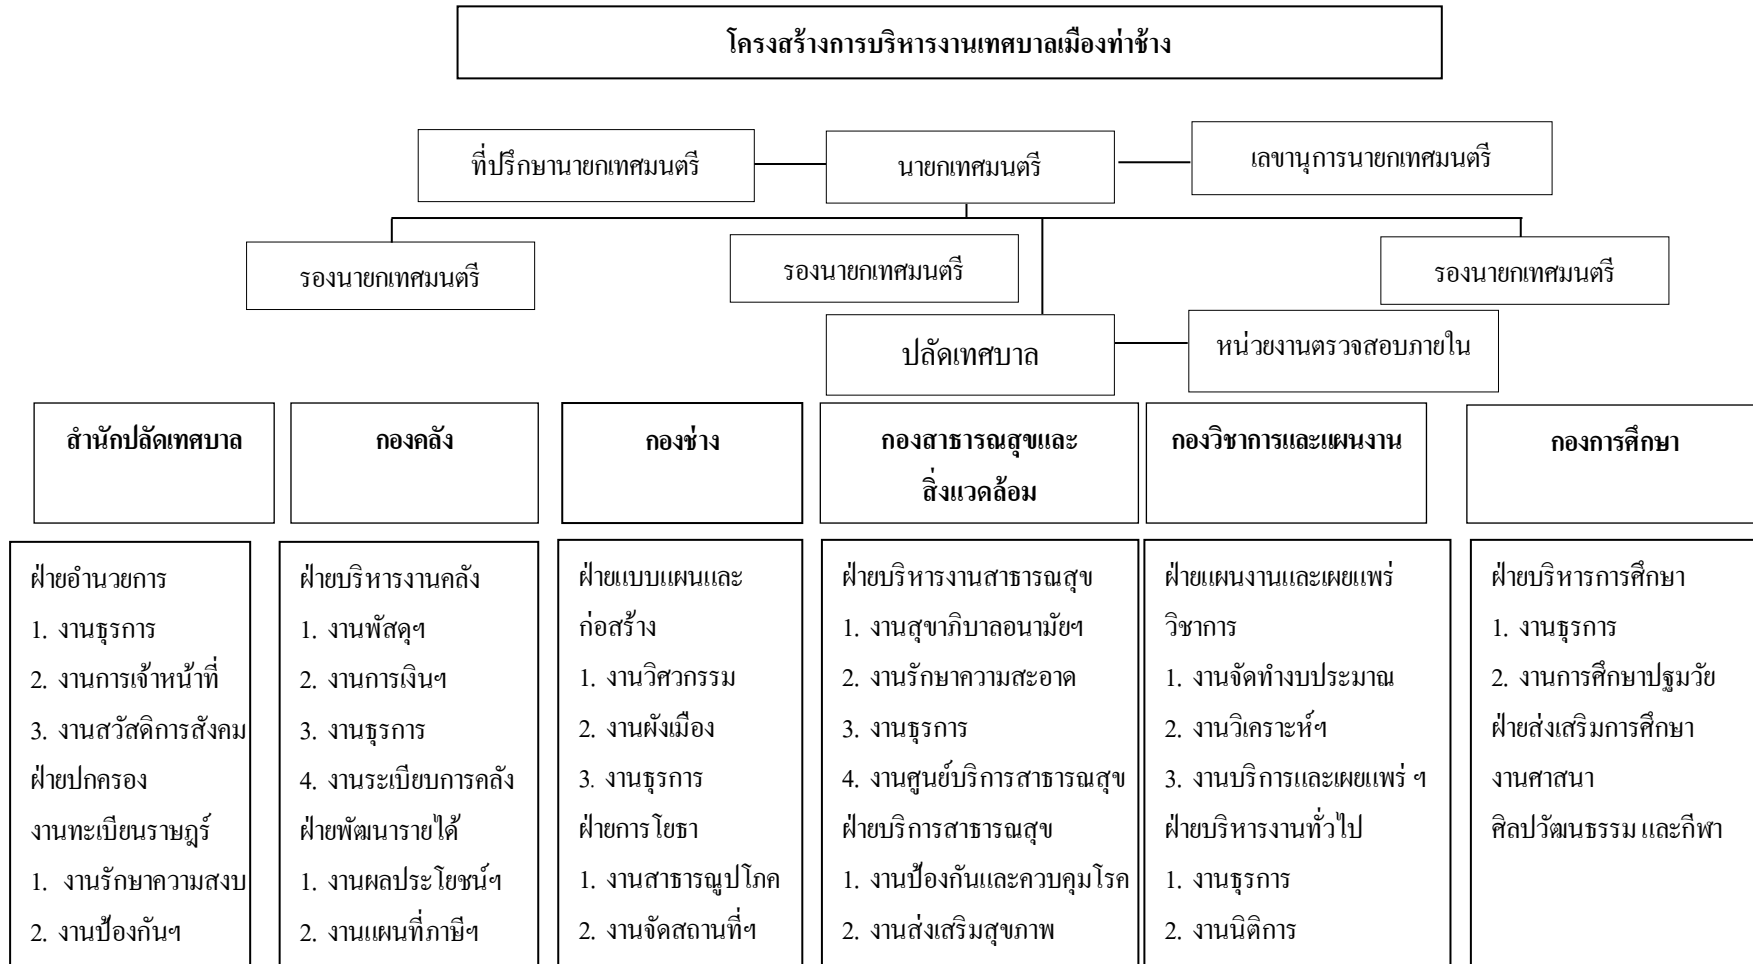 โครงสร้างการบริหารงานเทศบาลเมืองท่าช้าง
ที่ปรึกษานายกเทศมนตรี
นายกเทศมนตรี
เลขานุการนายกเทศมนตรี
รองนายกเทศมนตรี
รองนายกเทศมนตรี
รองนายกเทศมนตรี
ปลัดเทศบาล
หน่วยงานตรวจสอบภายใน
สำนักปลัดเทศบาล
กองคลัง
กองช่าง
กองสาธารณสุขและ
สิ่งแวดล้อม
กองวิชาการและแผนงาน
กองการศึกษา
ฝ่ายอำนวยการ
1. งานธุรการ
2. งานการเจ้าหน้าที่
3. งานสวัสดิการสังคม
ฝ่ายปกครอง
งานทะเบียนราษฎร์
1. งานรักษาความสงบ
2. งานป้องกันฯ
ฝ่ายบริหารงานคลัง
1. งานพัสดุฯ
2. งานการเงินฯ
3. งานธุรการ
4. งานระเบียบการคลัง
ฝ่ายพัฒนารายได้
1. งานผลประโยชน์ฯ
2. งานแผนที่ภาษีฯ
ฝ่ายแบบแผนและ
ก่อสร้าง
1. งานวิศวกรรม
2. งานผังเมือง
3. งานธุรการ
ฝ่ายการโยธา
1. งานสาธารณูปโภค
2. งานจัดสถานที่ฯ
ฝ่ายบริหารงานสาธารณสุข
1. งานสุขาภิบาลอนามัยฯ
2. งานรักษาความสะอาด
3. งานธุรการ
4. งานศูนย์บริการสาธารณสุข
ฝ่ายบริการสาธารณสุข
1. งานป้องกันและควบคุมโรค
2. งานส่งเสริมสุขภาพ
ฝ่ายแผนงานและเผยแพร่
วิชาการ
1. งานจัดทำงบประมาณ
2. งานวิเคราะห์ฯ
3. งานบริการและเผยแพร่ ฯ
ฝ่ายบริหารงานทั่วไป
1. งานธุรการ
2. งานนิติการ
ฝ่ายบริหารการศึกษา
1. งานธุรการ
2. งานการศึกษาปฐมวัย
ฝ่ายส่งเสริมการศึกษา
งานศาสนา
ศิลปวัฒนธรรม และกีฬา